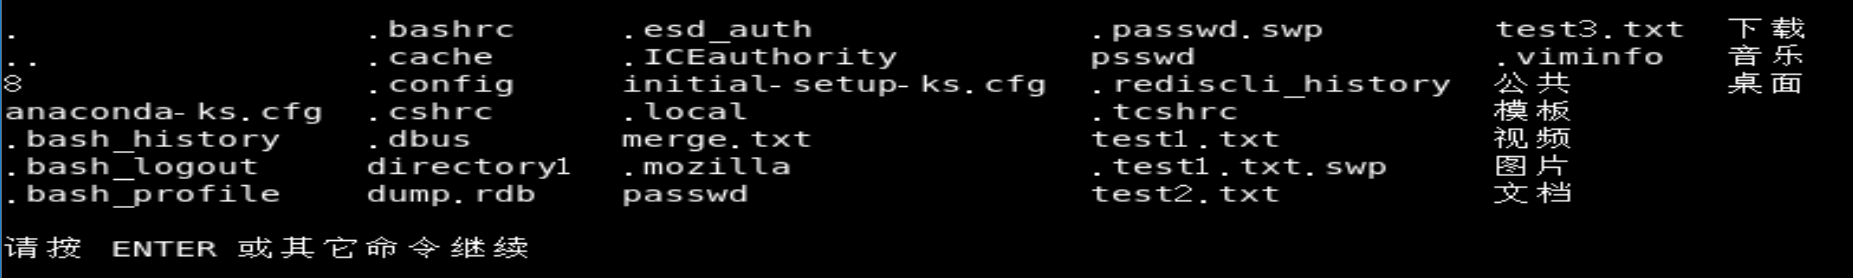 . .bashrc .esd_auth .passwd.swp test3.txt 下载
.. .cache .ICEauthority psswd .viminfo 音乐
8 .config initial-setup-ks.cfg .rediscli_history 公共 桌面
anaconda-ks.cfg .cshrc .local .tcshrc 模板
.bash_history .dbus merge.txt test1.txt 视频
.bash_logout directory1 .mozilla .test1.txt.swp 图片
.bash_profile dump.rdb passwd test2.txt 文档
请按 ENTER 或其它命令继续